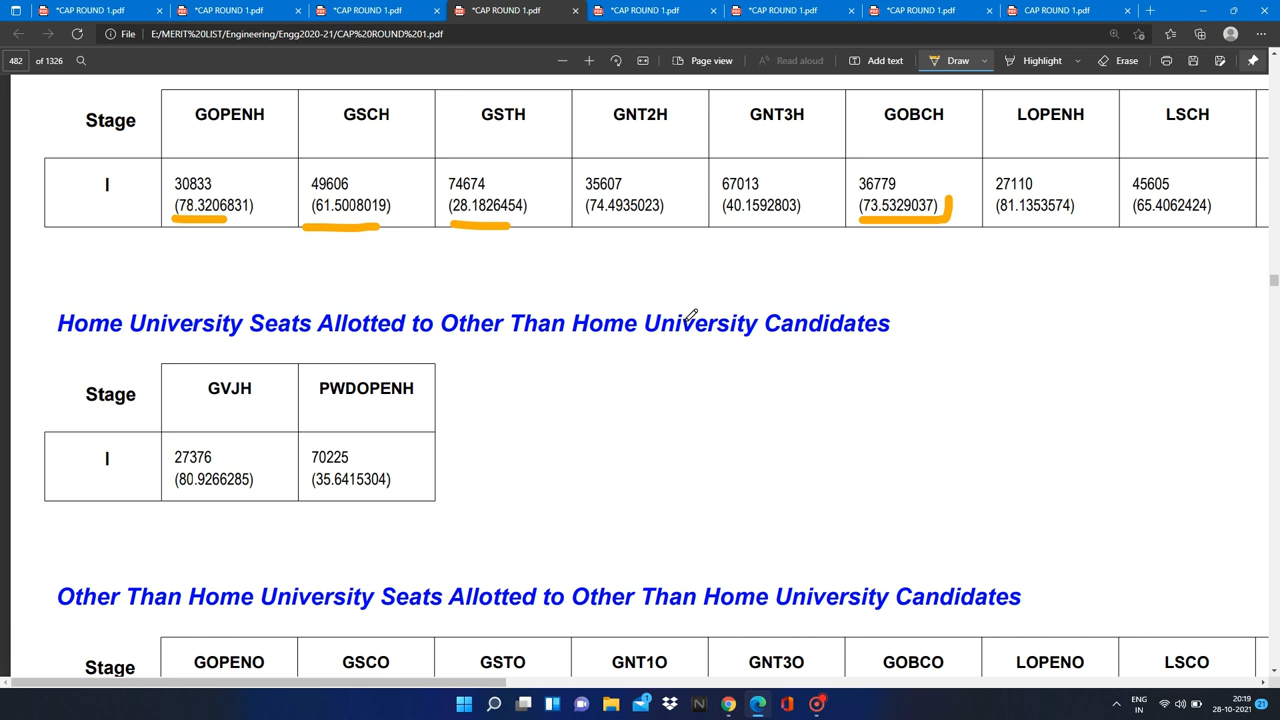 *CAP ROUND 1.pdf
*CAP ROUND 1.pdf
*CAP ROUND 1.pdf
*CAP ROUND 1.pdf
*CAP ROUND 1.pdf
*CAP ROUND 1.pdf
*CAP ROUND 1.pdf
CAP ROUND 1.pdf
File
E:/MERIT%20LIST/Engineering/Engg2020-21/CAP%20ROUND%201.pdf
482 of 1326
Page view
Read aloud
Add text
Draw
Highlight
Erase
Stage GOPENH GSCH GSTH GNT2H GNT3H GOBCH LOPENH LSCH
I 30833 49606 74674 35607 67013 36779 27110 45605
(78.3206831) (61.5008019) (28.1826454) (74.4935023) (40.1592803) (73.5329037) (81.1353574) (65.4062424)
Home University Seats Allotted to Other Than Home University Candidates
Stage GVJH PWDOPENH
I 27376 70225
(80.9266285) (35.6415304)
Other Than Home University Seats Allotted to Other Than Home University Candidates
Stage GOPENO GSCO GSTO GNT1O GNT3O GOBCO LOPENO LSCO
ENG
IN
20:19
28-10-2021